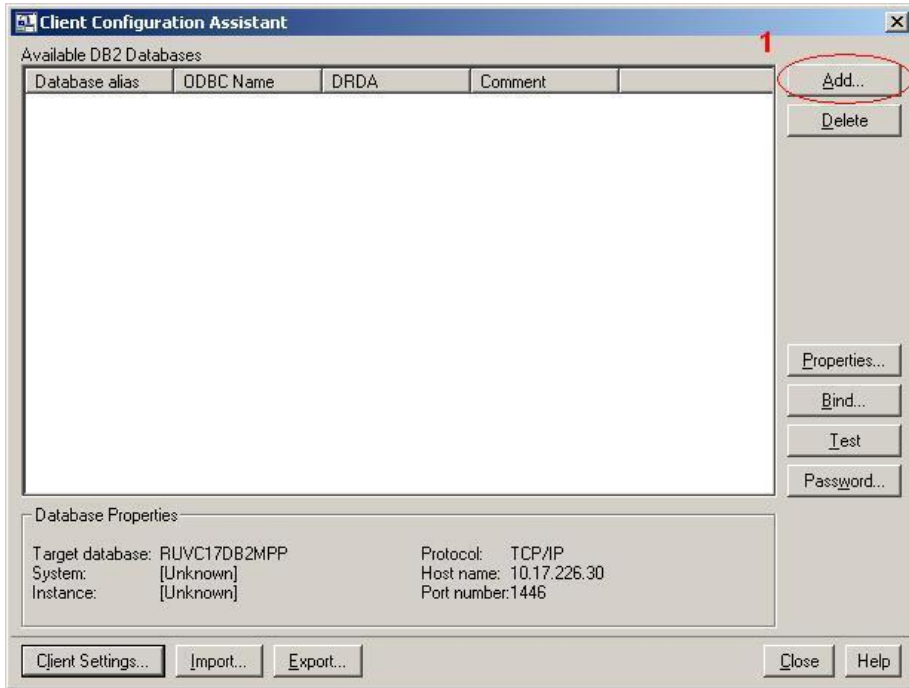 Client Configuration Assistant
1
Available DB2 Databases
Database alias ODBC Name DRDA Comment
Add...
Delete
Properties...
Bind...
Test
Password...
Database Properties
Target database: RUVC17DB2MPP Protocol: TCP/IP
System: [Unknown] Host name: 10.17.226.30
Instance: [Unknown] Port number:1446
Client Settings... Import... Export... Close Help